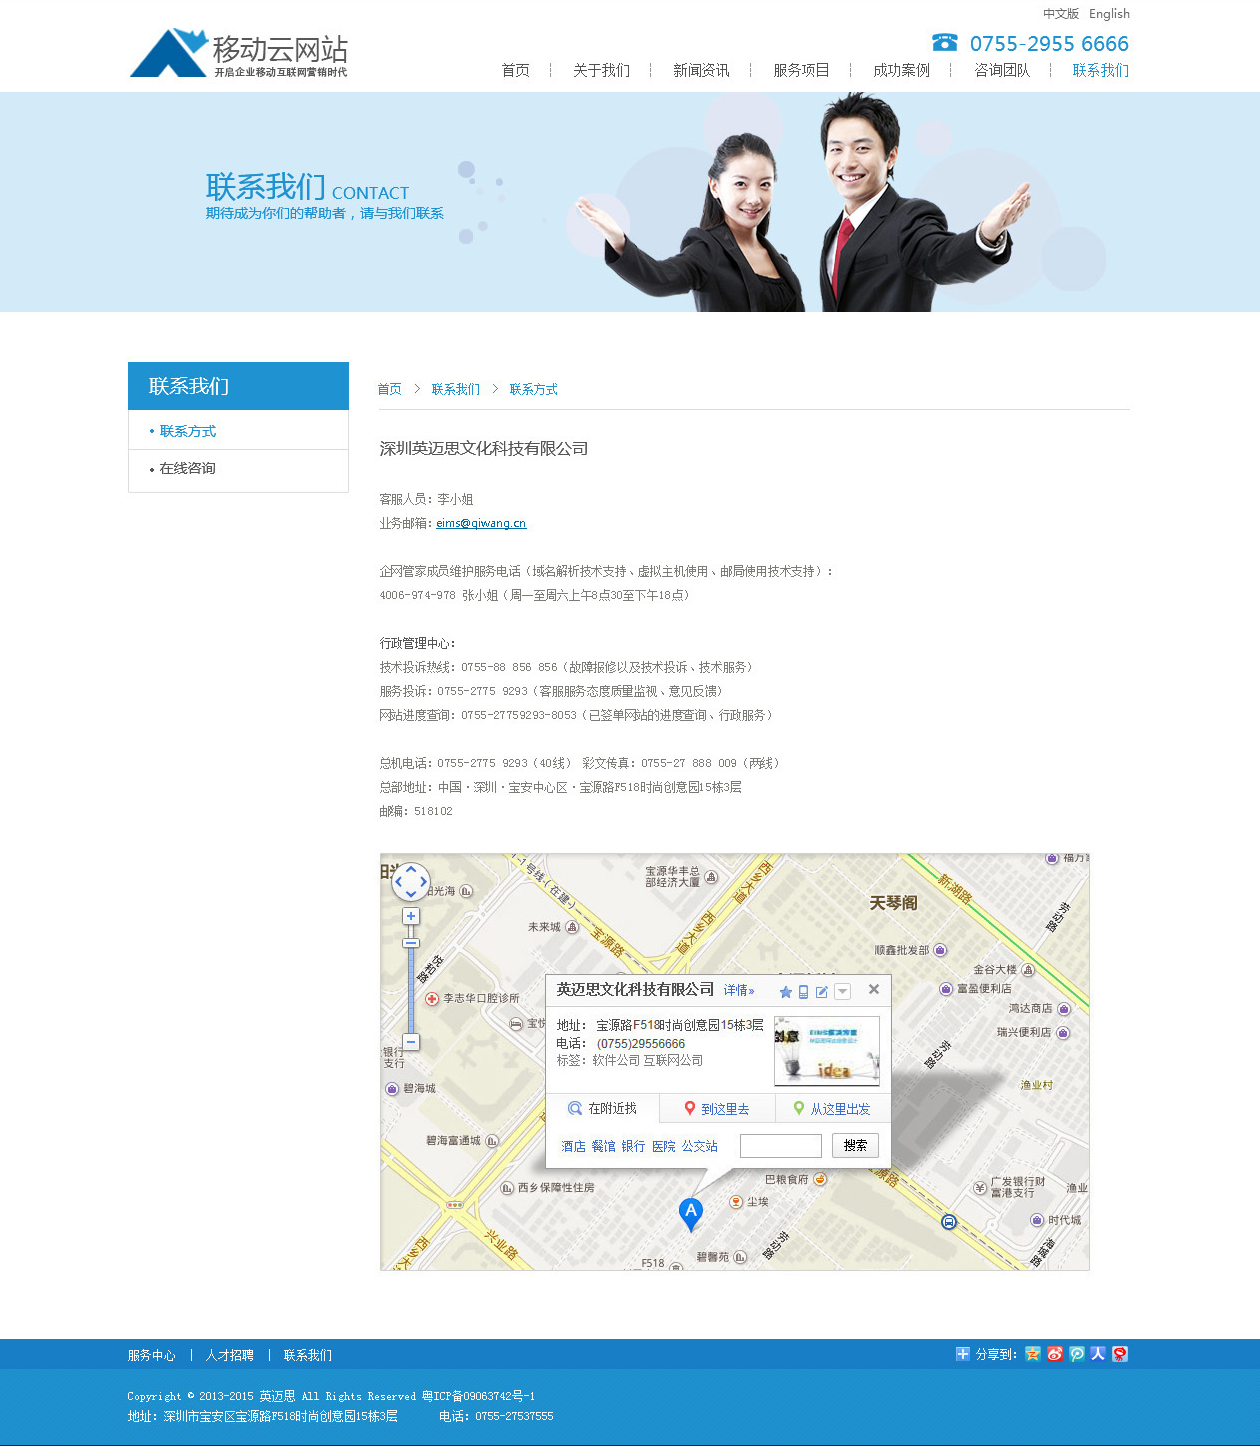 中文版 English
移动云网站
开启企业移动互联网营销时代
0755-2955 6666
首页 关于我们 新闻资讯 服务项目 成功案例 咨询团队 联系我们
联系我们 CONTACT
期待成为你们的帮助者，请与我们联系
联系我们
• 联系方式
• 在线咨询
首页 > 联系我们 > 联系方式
深圳英迈思文化科技有限公司
客服人员：李小姐
业务邮箱：eims@qiwang.cn
企网管家成员维护服务电话（域名解析技术支持、虚拟主机使用、邮局使用技术支持）：
4006-974-978 张小姐（周一至周六上午8点30至下午18点）
行政管理中心：
技术投诉热线：0755-88 856 856（故障报修以及技术投诉、技术服务）
服务投诉：0755-2775 9293（客服服务态度质量监视、意见反馈）
网站进度查询：0755-27759293-8053（已签单网站的进度查询、行政服务）
总机电话：0755-2775 9293（40线） 彩文传真：0755-27 888 009（两线）
总部地址：中国·深圳·宝安中心区·宝源路F518时尚创意园15栋3层
邮编：518102
阳光海
1号线(在建)
宝源华丰总
部经济大厦
西乡大道
新湖路
天琴阁
劳动路
未来城
宝源路
西乡大道
顺鑫批发部
悦和路
金谷大楼
李志华口腔诊所
富盈便利店
鸿达商店
瑞兴便利店
银行
支行
碧海城
劳动路
渔业村
英迈思文化科技有限公司 详情»
地址： 宝源路F518时尚创意园15栋3层
电话： (0755)29556666
标签：软件公司 互联网公司
创意
idea
在附近找 到这里去 从这里出发
酒店 餐馆 银行 医院 公交站 搜索
碧海富通城
西乡保障性住房
巴粮食府
尘埃
广发银行财
富港支行
渔业
时代城
A
兴业路
西乡大道
碧馨苑
劳动路
F518
服务中心 | 人才招聘 | 联系我们
分享到：
Copyright © 2013-2015 英迈思 All Rights Reserved 粤ICP备09063742号-1
地址：深圳市宝安区宝源路F518时尚创意园15栋3层 电话：0755-27537555